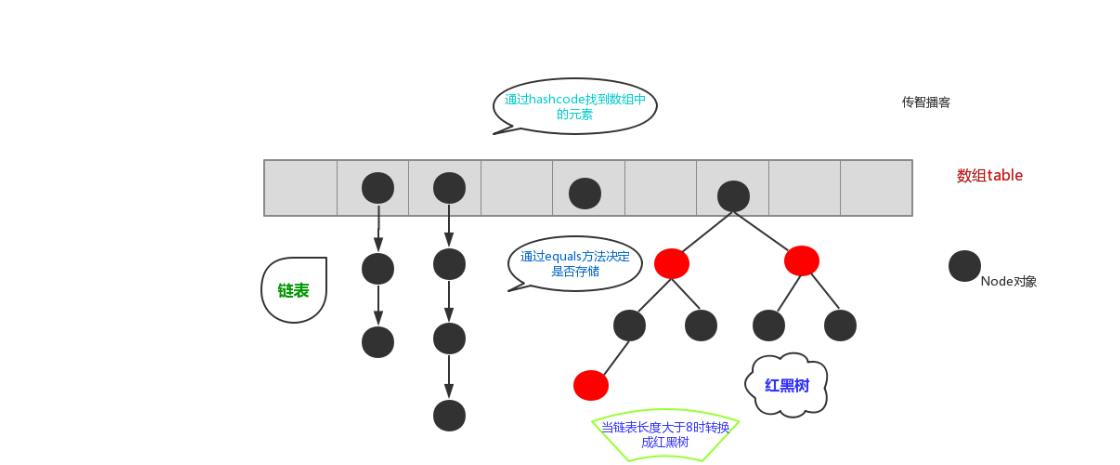 通过hashcode找到数组中
的元素
传智播客
数组table
通过equals方法决定
是否存储
链表
Node对象
红黑树
当链表长度大于8时转换
成红黑树